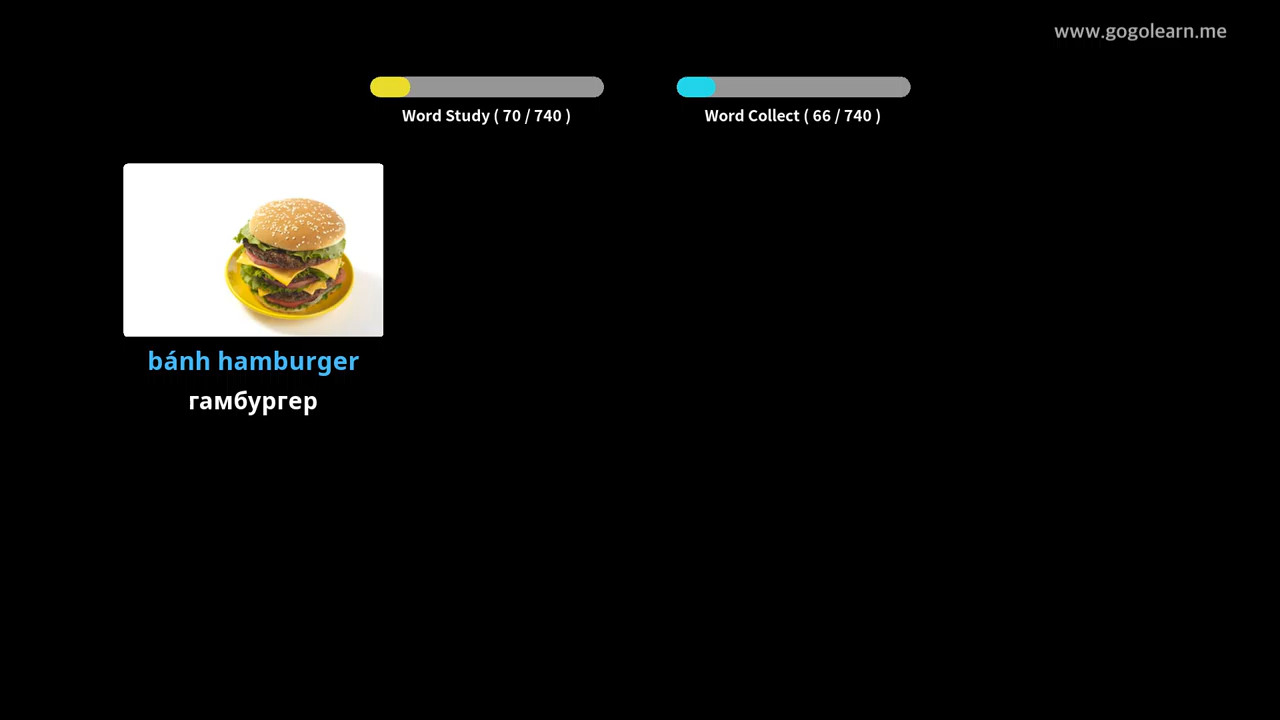 www.gogolearn.me
Word Study ( 70 / 740 )
Word Collect ( 66 / 740 )
bánh hamburger
гамбургер